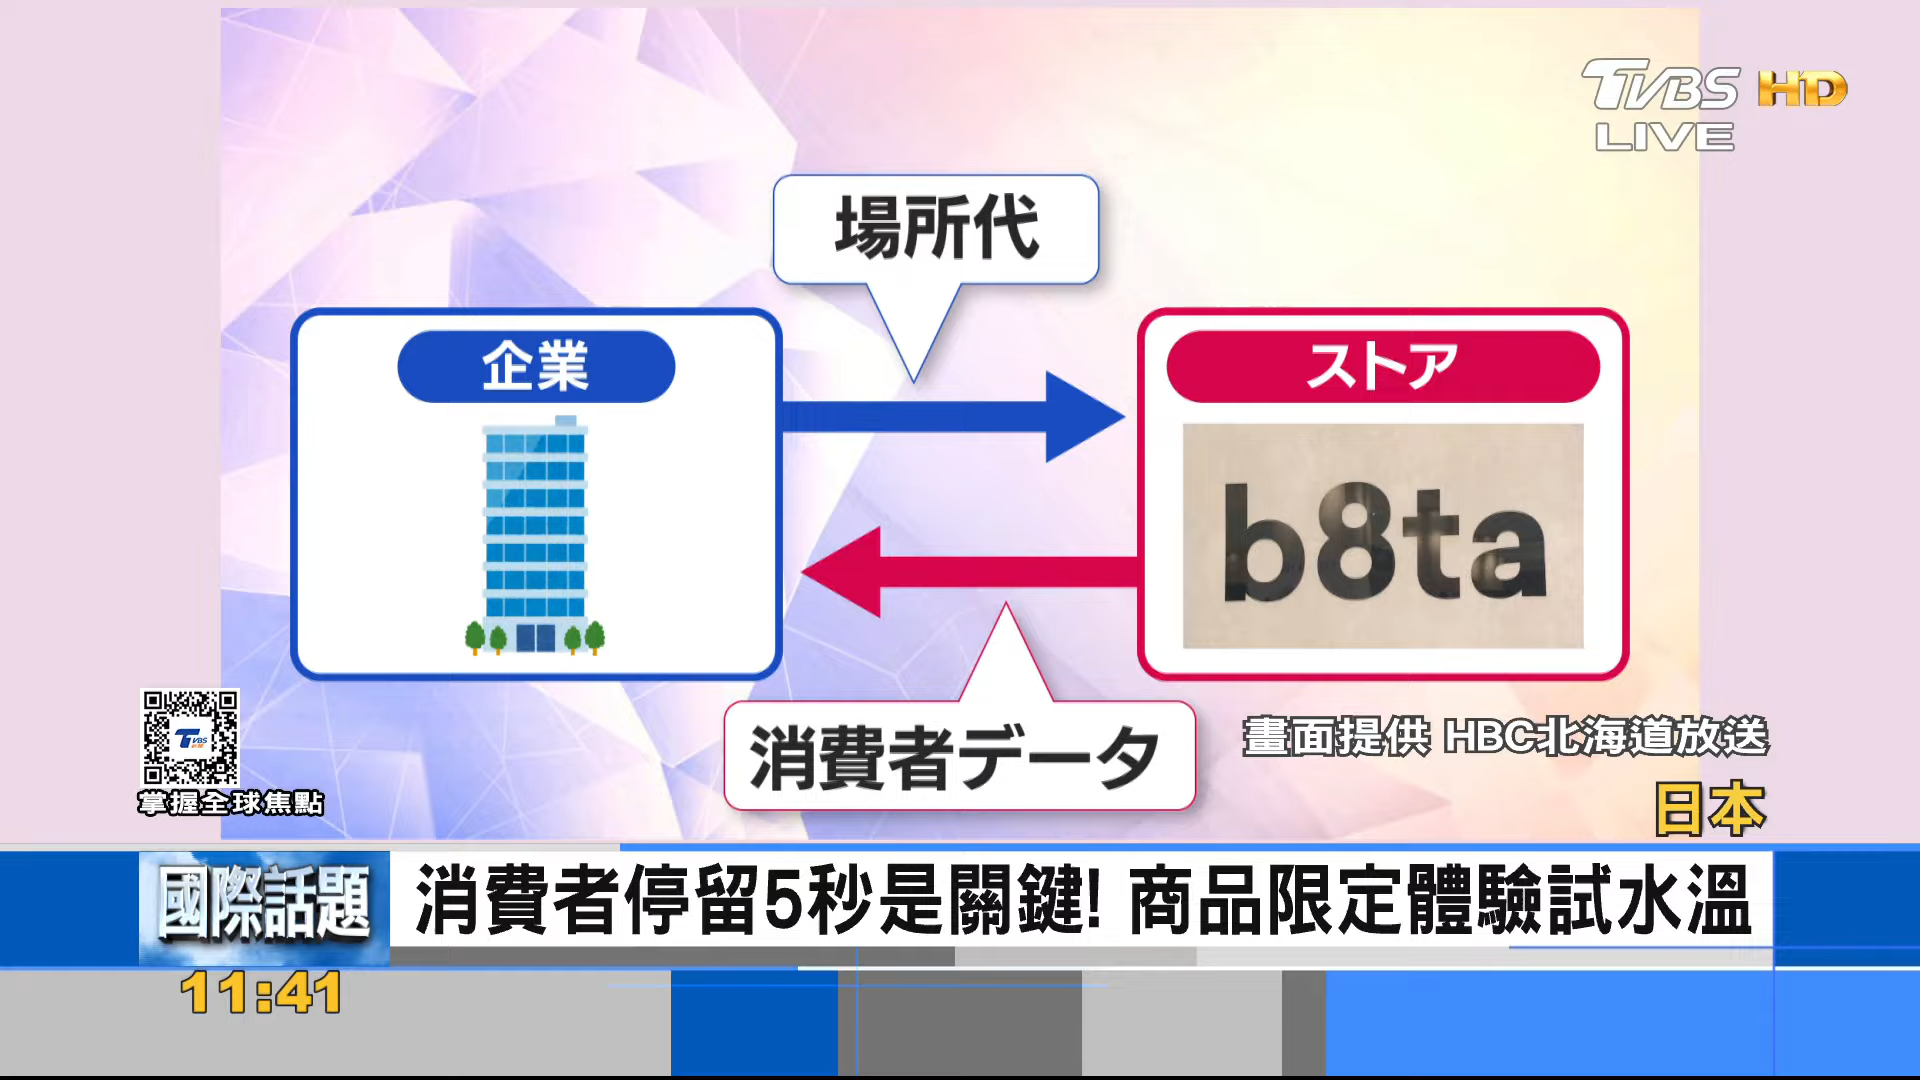 TVBS HD
LIVE
場所代
企業
ストア
b8ta
消費者データ
畫面提供 HBC北海道放送
TVBS
掌握全球焦點
日本
國際話題
消費者停留5秒是關鍵! 商品限定體驗試水溫
11:41